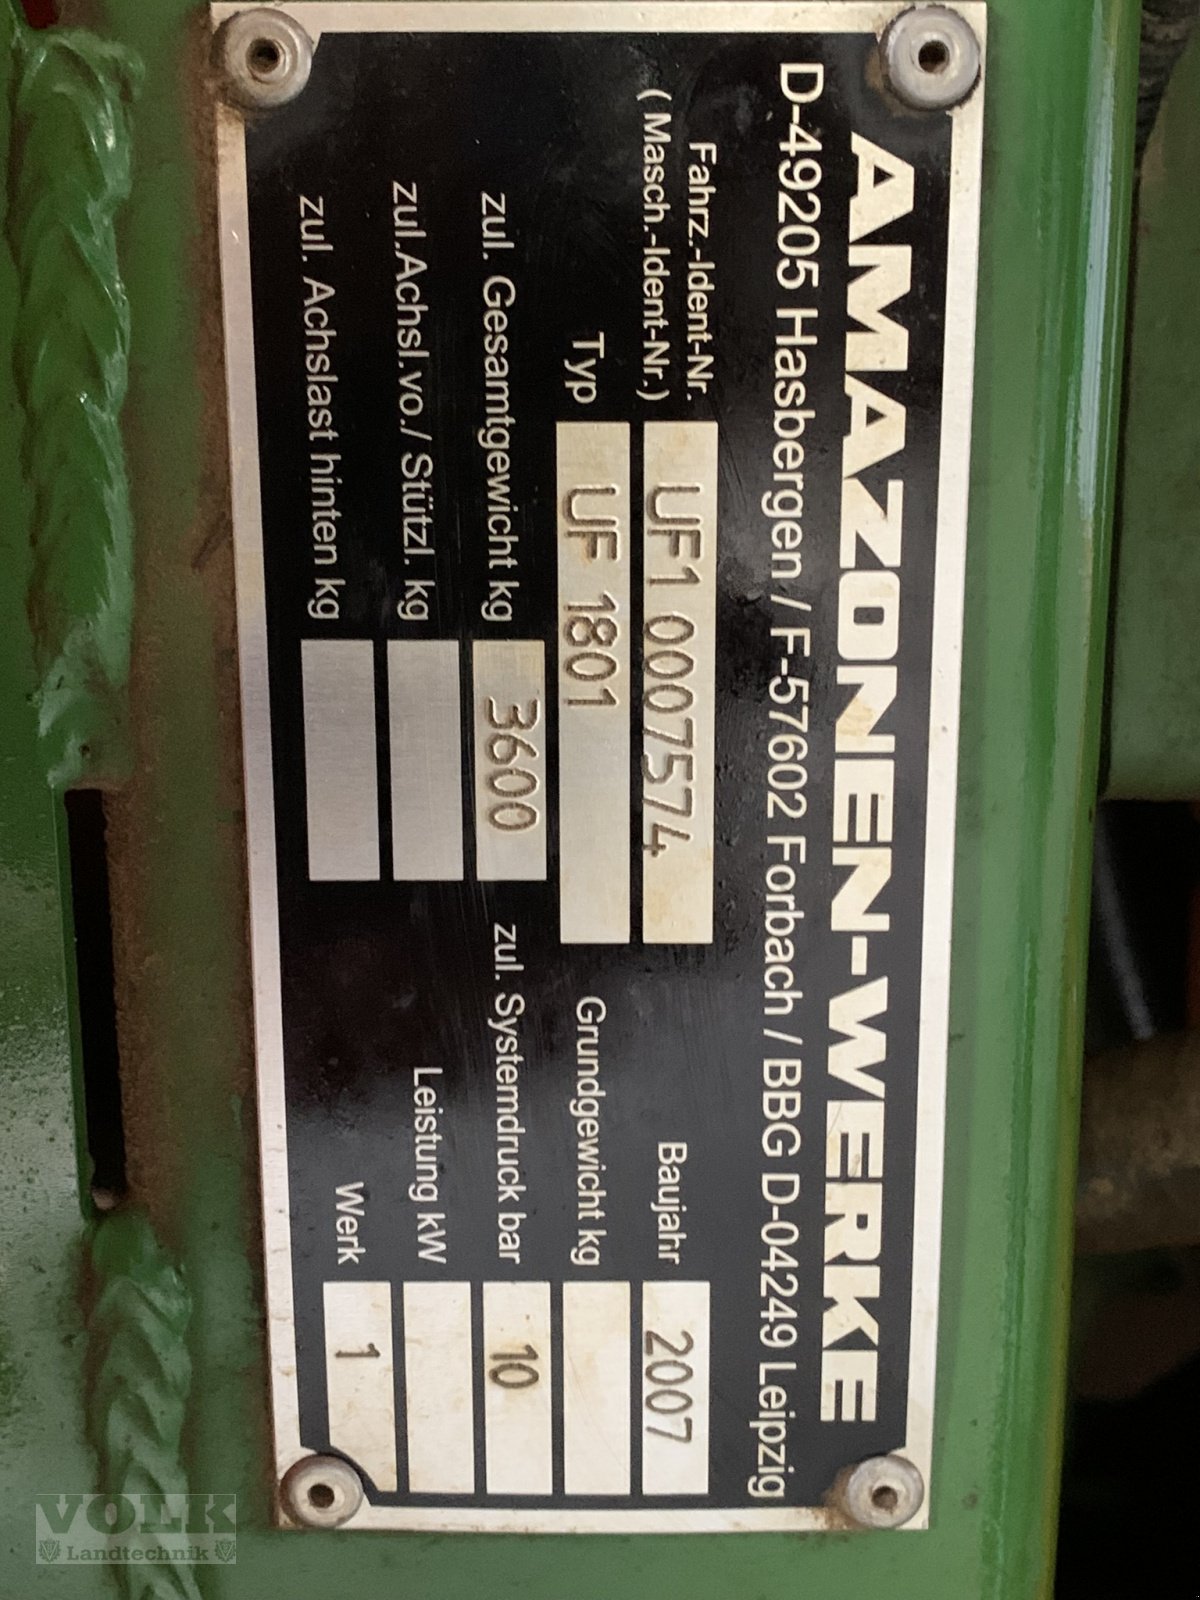 AMAZONEN-WERKE
D-49205 Hasbergen / F-57602 Forbach / BBG D-04249 Leipzig
Fahrz.-Ident-Nr.
( Masch.-Ident-Nr.) UF1 0007574 Baujahr 2007
Typ UF 1801 Grundgewicht kg
zul. Gesamtgewicht kg 3600 zul. Systemdruck bar 10
zul.Achsl.vo./ Stützl. kg Leistung kW
zul. Achslast hinten kg Werk 1
VOLK
Landtechnik